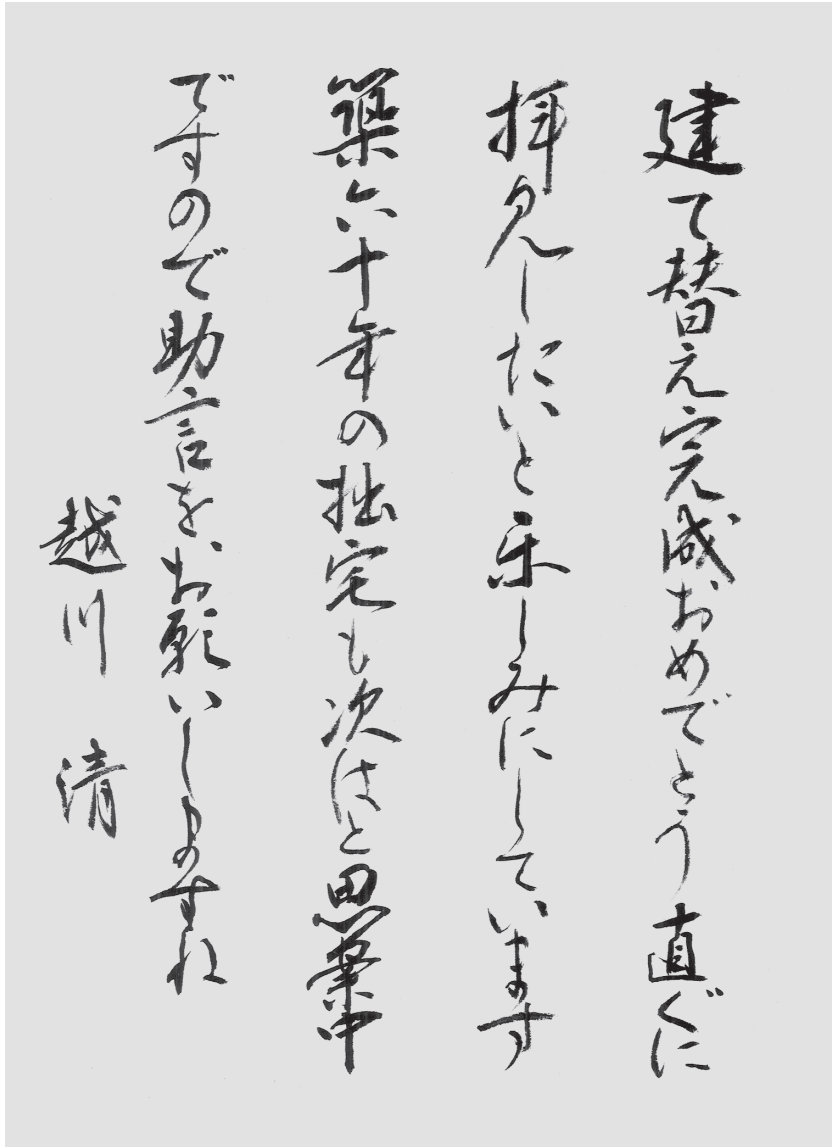 建て替え完成おめでとう直ぐに
拝見したいと楽しみにしています
築六十年の拙宅も次はと思案中
ですので助言をお願いしますね
越川 清